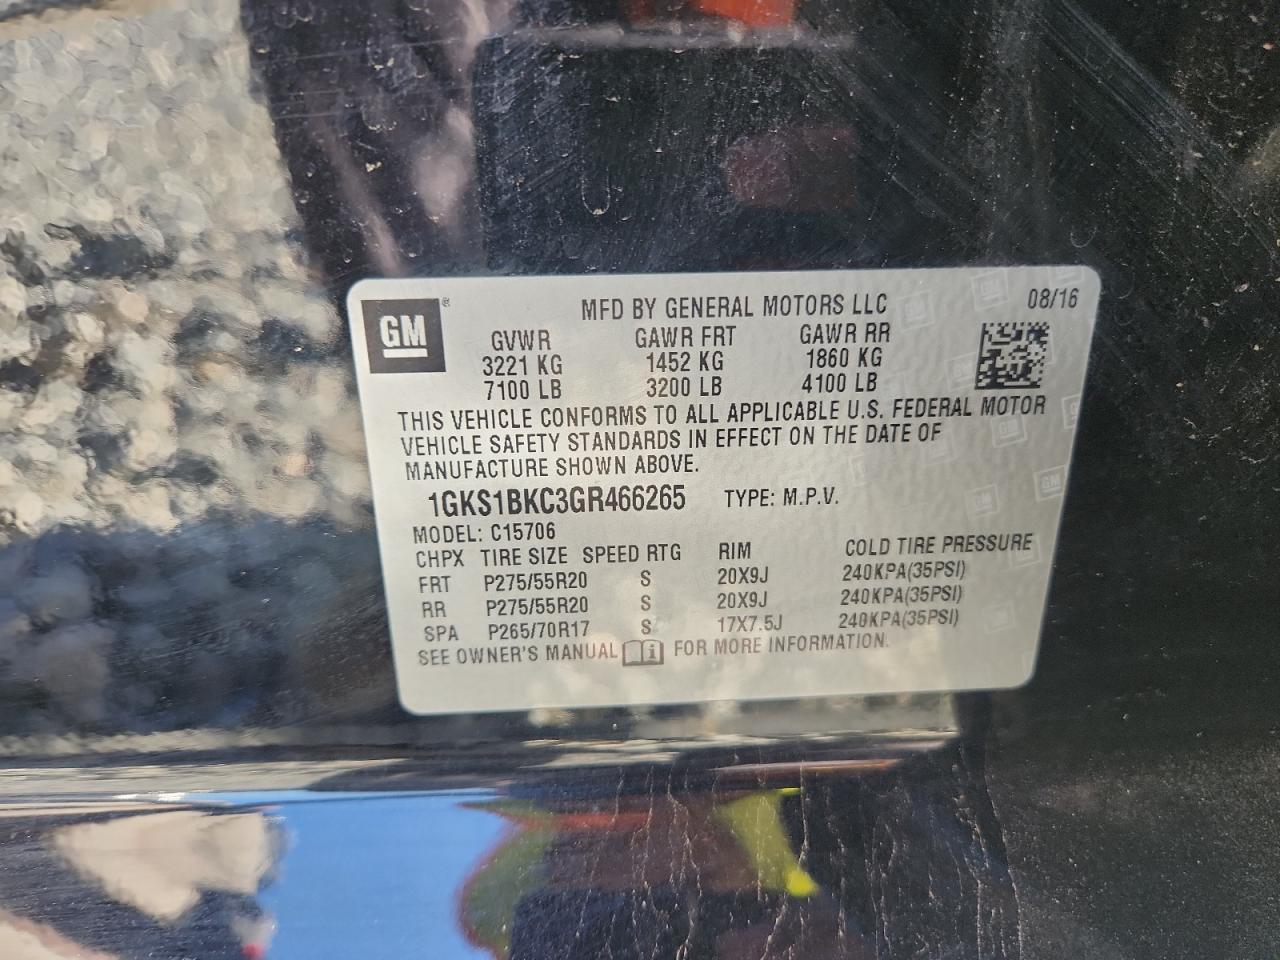 GM
®
MFD BY GENERAL MOTORS LLC
08/16
GVWR GAWR FRT GAWR RR
3221 KG 1452 KG 1860 KG
7100 LB 3200 LB 4100 LB
THIS VEHICLE CONFORMS TO ALL APPLICABLE U.S. FEDERAL MOTOR
VEHICLE SAFETY STANDARDS IN EFFECT ON THE DATE OF
MANUFACTURE SHOWN ABOVE.
1GKS1BKC3GR466265 TYPE: M.P.V.
MODEL: C15706
CHPX TIRE SIZE SPEED RTG RIM COLD TIRE PRESSURE
FRT P275/55R20 S 20X9J 240KPA(35PSI)
RR P275/55R20 S 20X9J 240KPA(35PSI)
SPA P265/70R17 S 17X7.5J 240KPA(35PSI)
SEE OWNER'S MANUAL FOR MORE INFORMATION.